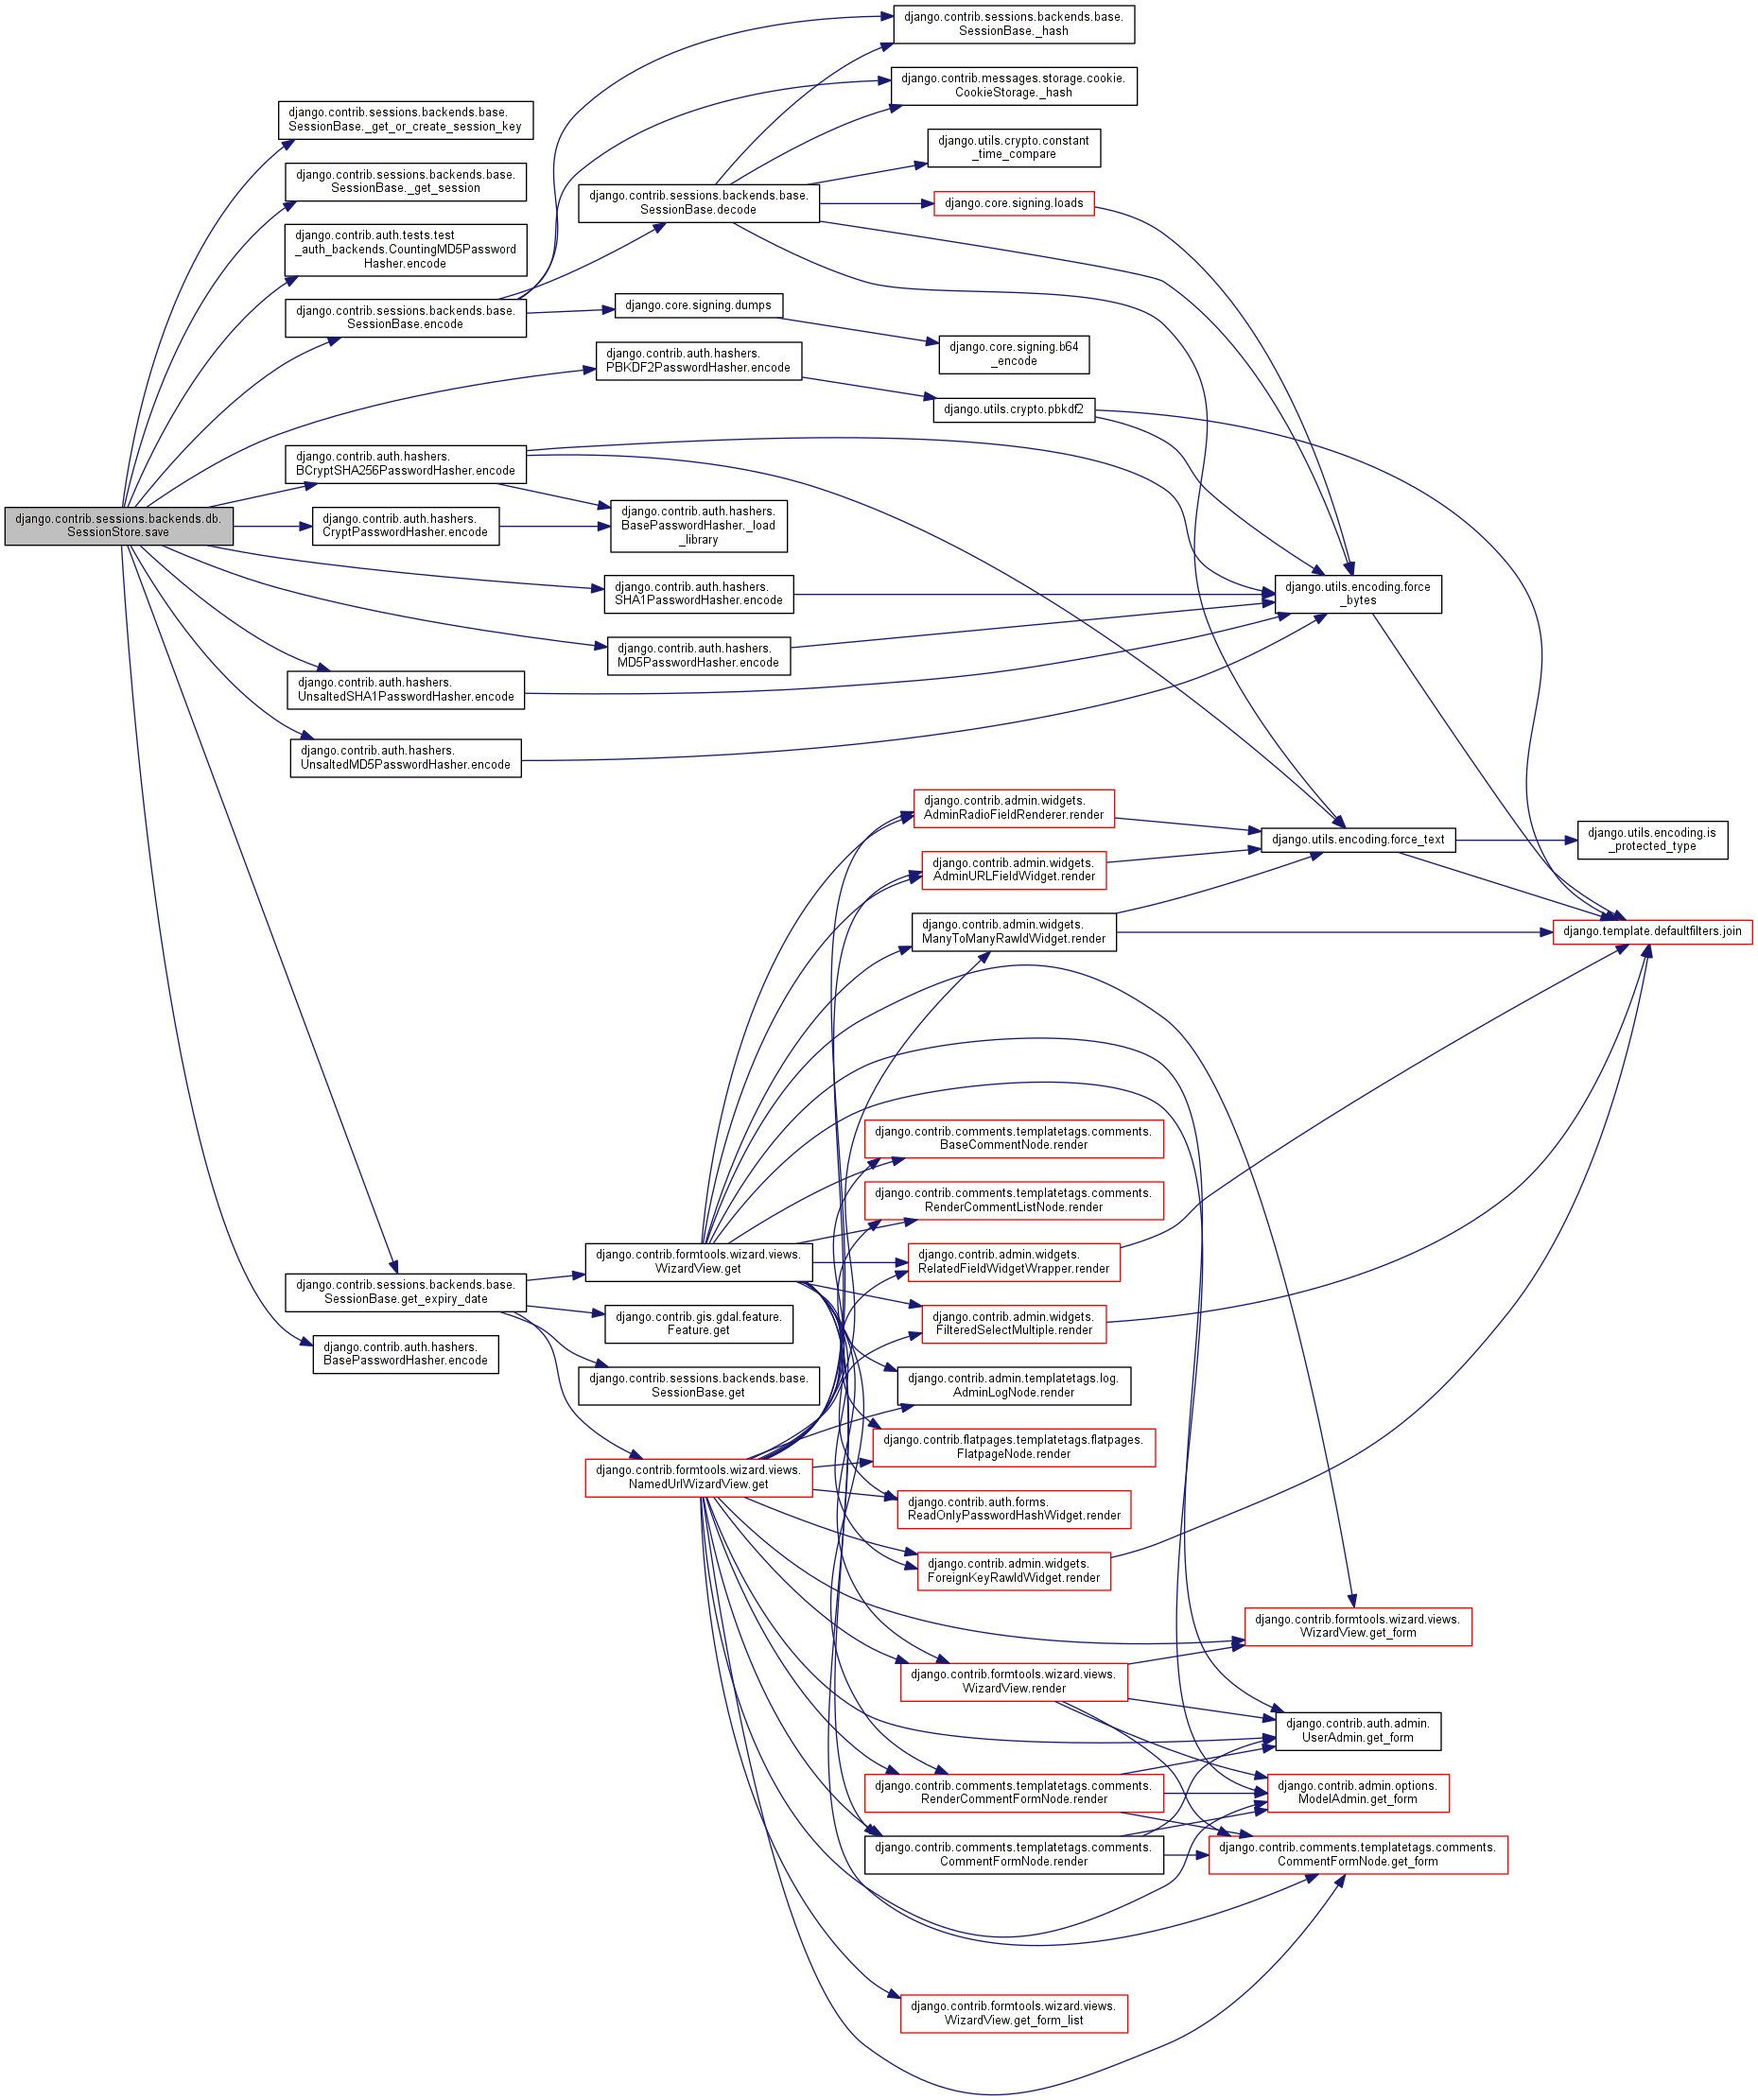 django.contrib.sessions.backends.base.
SessionBase._hash
django.contrib.messages.storage.cookie.
CookieStorage._hash
django.contrib.sessions.backends.base.
SessionBase._get_or_create_session_key
django.utils.crypto.constant
_time_compare
django.contrib.sessions.backends.base.
SessionBase._get_session
django.contrib.sessions.backends.base.
SessionBase.decode
django.core.signing.loads
django.contrib.auth.tests.test
_auth_backends.CountingMD5Password
Hasher.encode
django.contrib.sessions.backends.base.
SessionBase.encode
django.core.signing.dumps
django.core.signing.b64
_encode
django.contrib.auth.hashers.
PBKDF2PasswordHasher.encode
django.utils.crypto.pbkdf2
django.contrib.auth.hashers.
BCryptSHA256PasswordHasher.encode
django.contrib.sessions.backends.db.
SessionStore.save
django.contrib.auth.hashers.
CryptPasswordHasher.encode
django.contrib.auth.hashers.
BasePasswordHasher._load
_library
django.contrib.auth.hashers.
SHA1PasswordHasher.encode
django.utils.encoding.force
_bytes
django.contrib.auth.hashers.
MD5PasswordHasher.encode
django.contrib.auth.hashers.
UnsaltedSHA1PasswordHasher.encode
django.contrib.auth.hashers.
UnsaltedMD5PasswordHasher.encode
django.contrib.admin.widgets.
AdminRadioFieldRenderer.render
django.utils.encoding.force_text
django.utils.encoding.is
_protected_type
django.contrib.admin.widgets.
AdminURLFieldWidget.render
django.contrib.admin.widgets.
ManyToManyRawIdWidget.render
django.template.defaultfilters.join
django.contrib.comments.templatetags.comments.
BaseCommentNode.render
django.contrib.comments.templatetags.comments.
RenderCommentListNode.render
django.contrib.formtools.wizard.views.
WizardView.get
django.contrib.admin.widgets.
RelatedFieldWidgetWrapper.render
django.contrib.sessions.backends.base.
SessionBase.get_expiry_date
django.contrib.gis.gdal.feature.
Feature.get
django.contrib.admin.widgets.
FilteredSelectMultiple.render
django.contrib.auth.hashers.
BasePasswordHasher.encode
django.contrib.sessions.backends.base.
SessionBase.get
django.contrib.admin.templatetags.log.
AdminLogNode.render
django.contrib.flatpages.templatetags.flatpages.
FlatpageNode.render
django.contrib.formtools.wizard.views.
NamedUrlWizardView.get
django.contrib.auth.forms.
ReadOnlyPasswordHashWidget.render
django.contrib.admin.widgets.
ForeignKeyRawIdWidget.render
django.contrib.formtools.wizard.views.
WizardView.get_form
django.contrib.formtools.wizard.views.
WizardView.render
django.contrib.auth.admin.
UserAdmin.get_form
django.contrib.comments.templatetags.comments.
RenderCommentFormNode.render
django.contrib.admin.options.
ModelAdmin.get_form
django.contrib.comments.templatetags.comments.
CommentFormNode.render
django.contrib.comments.templatetags.comments.
CommentFormNode.get_form
django.contrib.formtools.wizard.views.
WizardView.get_form_list